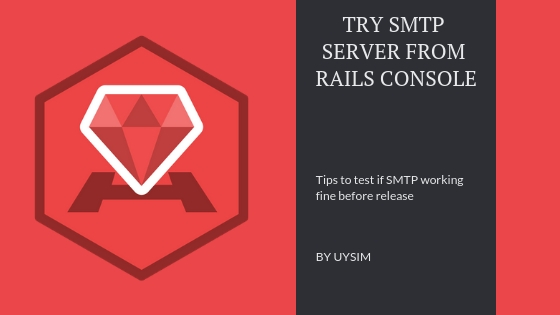 TRY SMTP
SERVER FROM
RAILS CONSOLE
Tips to test if SMTP working
fine before release
BY UYSIM